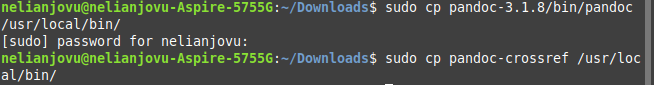 nelianjovu@nelianjovu-Aspire-5755G:~/Downloads$ sudo cp pandoc-3.1.8/bin/pandoc
/usr/local/bin/
[sudo] password for nelianjovu:
nelianjovu@nelianjovu-Aspire-5755G:~/Downloads$ sudo cp pandoc-crossref /usr/loc
al/bin/